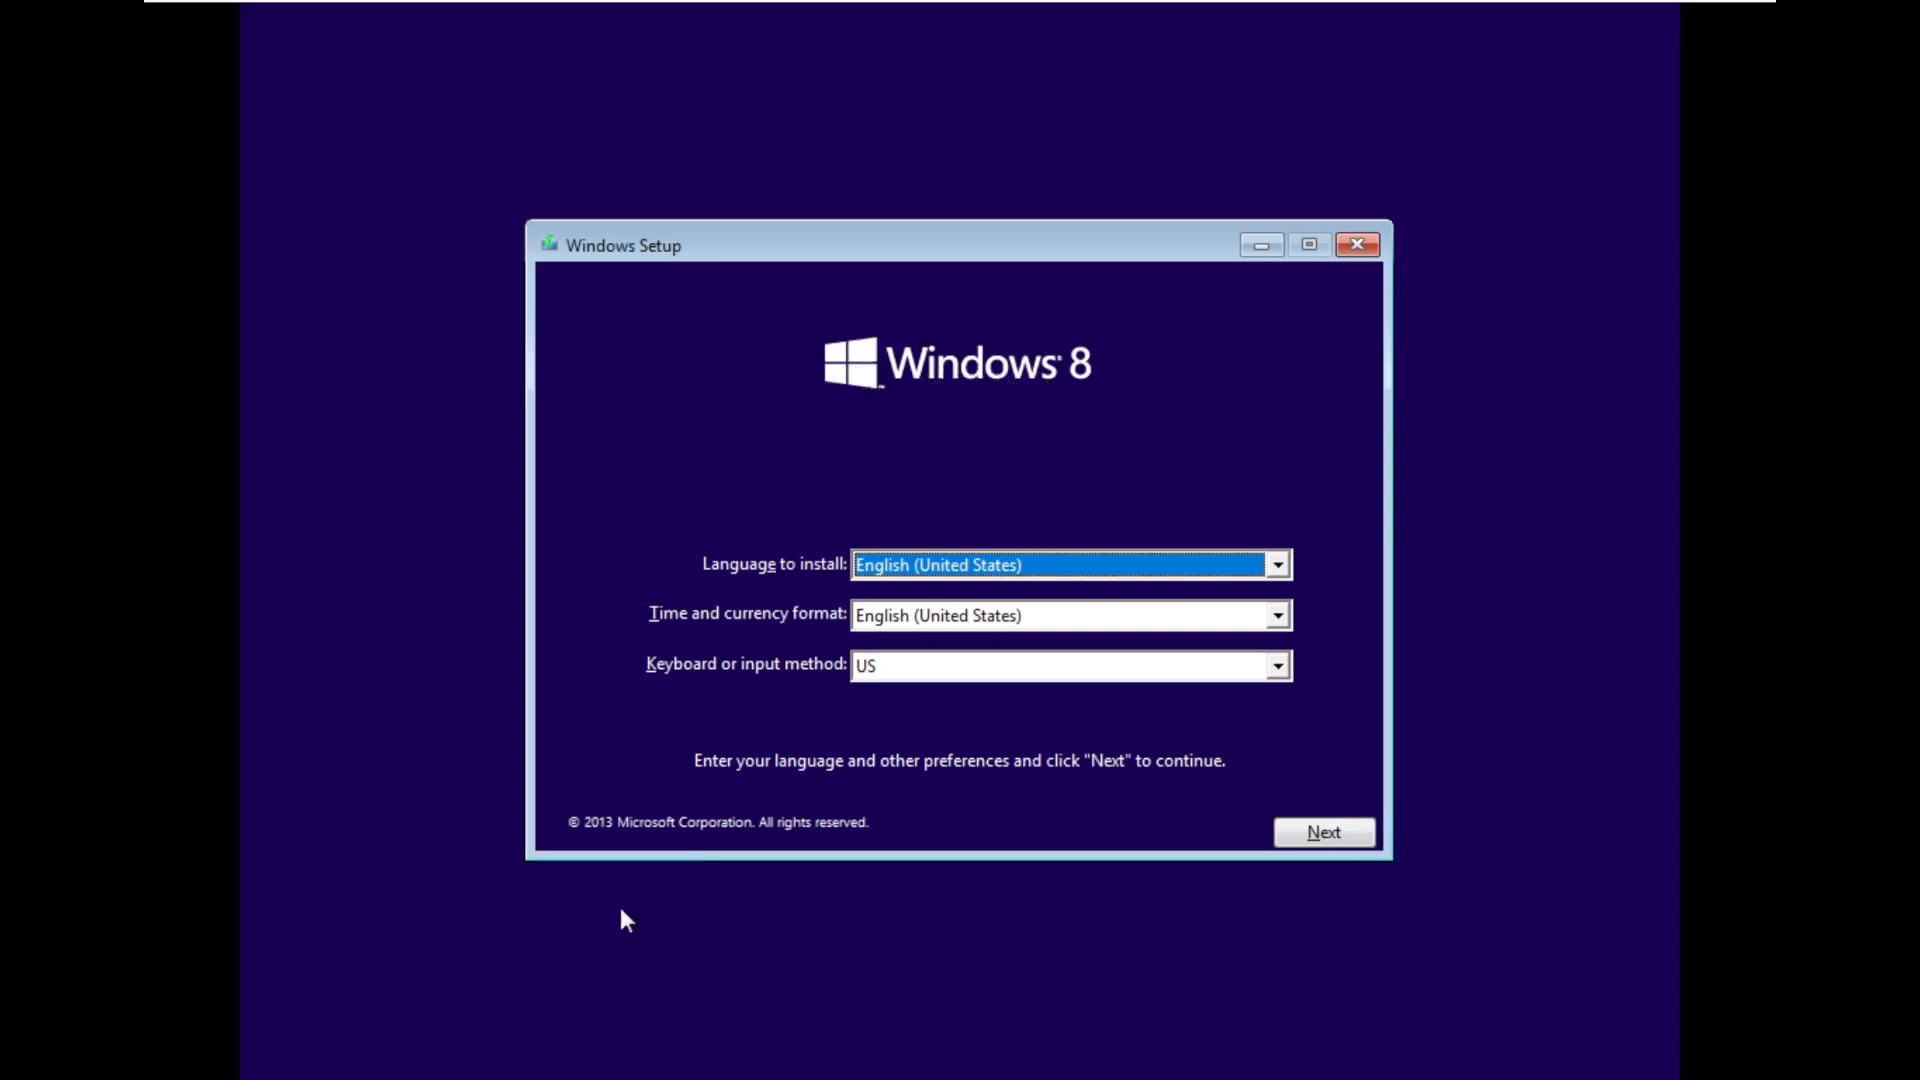 Windows Setup
Windows 8
Language to install: English (United States)
Time and currency format: English (United States)
Keyboard or input method: US
Enter your language and other preferences and click "Next" to continue.
© 2013 Microsoft Corporation. All rights reserved.
Next